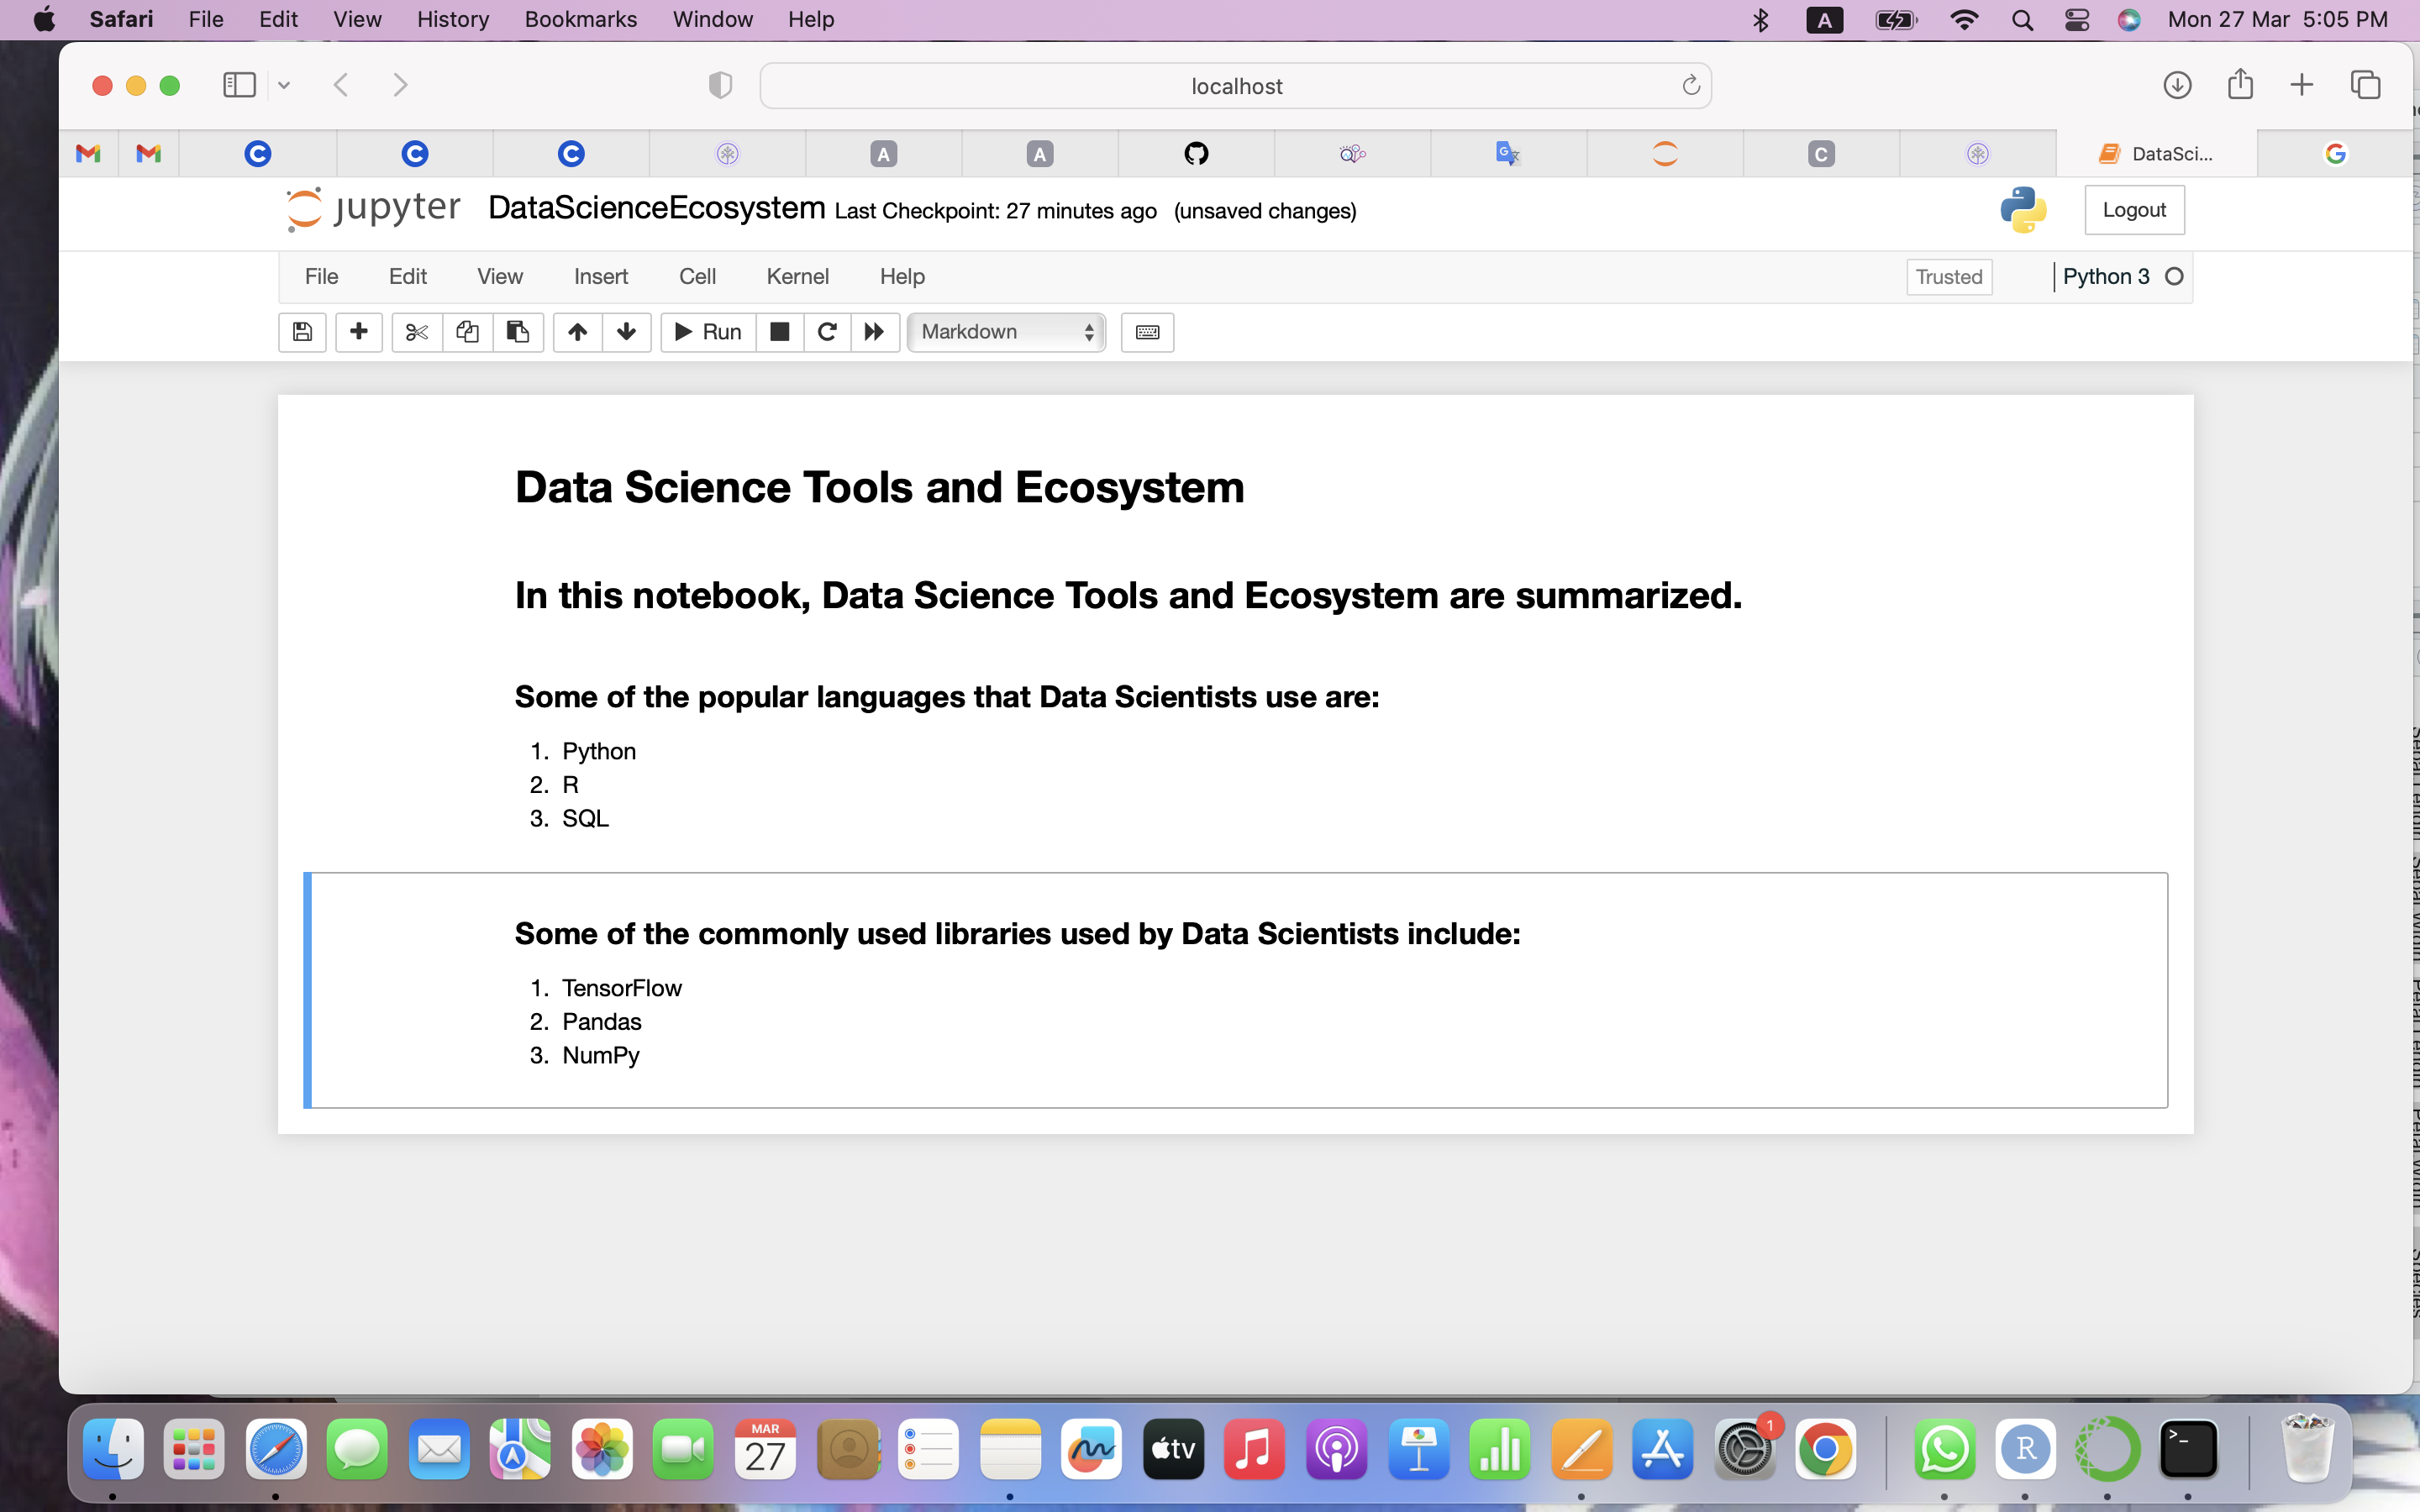 Safari File Edit View History Bookmarks Window Help A Mon 27 Mar 5:05 PM
localhost
C C C A A C DataSci... G
jupyter DataScienceEcosystem Last Checkpoint: 27 minutes ago (unsaved changes) Logout
File Edit View Insert Cell Kernel Help Trusted Python 3
Run Markdown
Data Science Tools and Ecosystem
In this notebook, Data Science Tools and Ecosystem are summarized.
Some of the popular languages that Data Scientists use are:
1. Python
2. R
3. SQL
Some of the commonly used libraries used by Data Scientists include:
1. TensorFlow
2. Pandas
3. NumPy
MAR
27
tv
1
R
>_